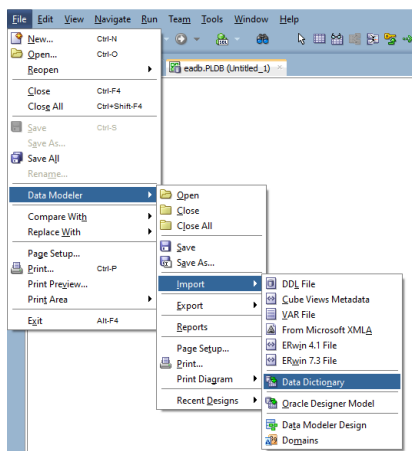 File Edit View Navigate Run Team Tools Window Help
New... Ctrl-N
Open... Ctrl-O
Reopen
eadb.PLDB (Untitled_1)
Close Ctrl-F4
Close All Ctrl+Shift-F4
Save Ctrl-S
Save As...
Save All
Rename...
Data Modeler
Compare With
Replace With
Page Setup...
Print... Ctrl-P
Print Preview...
Print Area
Exit Alt-F4
Open
Close
Close All
Save
Save As...
Import
Export
Reports
Page Setup...
Print...
Print Diagram
Recent Designs
DDL File
Cube Views Metadata
VAR File
From Microsoft XMLA
ERwin 4.1 File
ERwin 7.3 File
Data Dictionary
Oracle Designer Model
Data Modeler Design
Domains